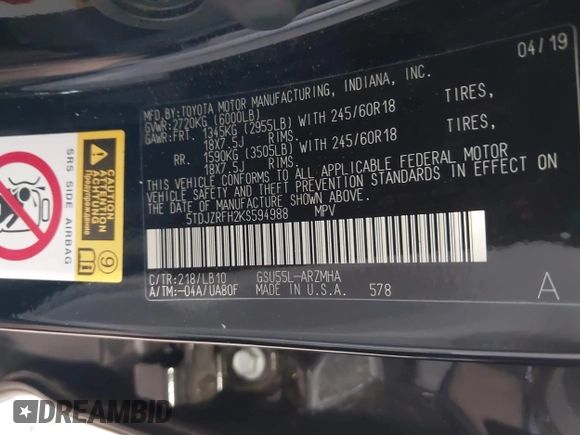 04/19
MFD. BY: TOYOTA MOTOR MANUFACTURING, INDIANA, INC.
GVWR: 2720KG (6000LB)
GAWR: FRT. 1345KG (2955LB) WITH 245/60R18 TIRES,
18X7.5J RIMS.
RR. 1590KG (3505LB) WITH 245/60R18 TIRES,
18X7.5J RIMS.
THIS VEHICLE CONFORMS TO ALL APPLICABLE FEDERAL MOTOR
VEHICLE SAFETY AND THEFT PREVENTION STANDARDS IN EFFECT ON
THE DATE OF MANUFACTURE SHOWN ABOVE.
5TDJZRFH2KS594988 MPV
C/TR: 218/LB10 GSU55L-ARZMHA
A/TM: -04A/UA80F MADE IN U.S.A. 578
A
CAUTION
ATTENTION
ACHTUNG
Предупреждение
SRS SIDE AIRBAG
9
DREAMBID